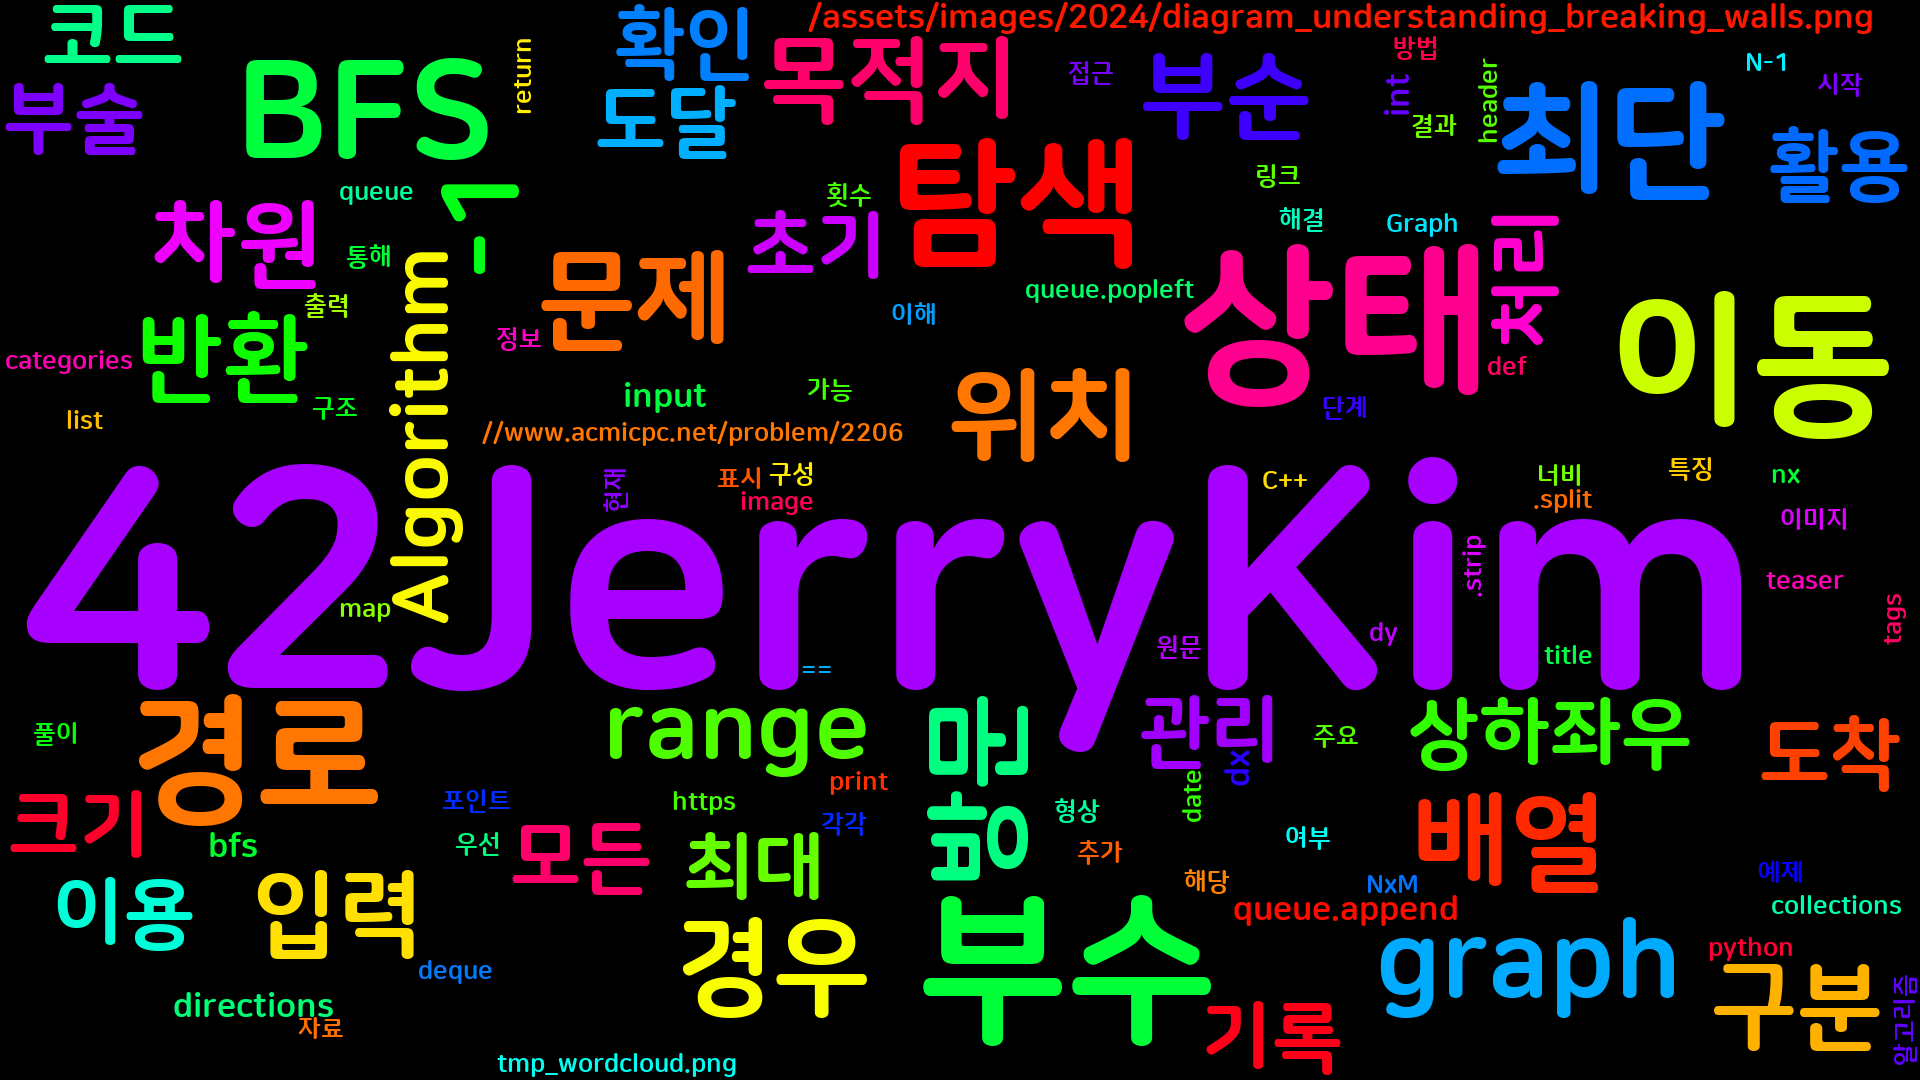 코드
확인
/assets/images/2024/diagram_understanding_breaking_walls.png
부술
BFS
return
도달
목적지
접근
부순
방법
int
결과
header
최단
N-1
시작
활용
queue
-1
차원
통해
횟수
초기
탐색
링크
해결
Graph
처리
출력
Algorithm
문제
정보
이해
queue.popleft
상태
이동
categories
반환
구조
list
input
가능
위치
단계
def
//www.acmicpc.net/problem/2206
42JerryKim
현재
표시
구성
image
C++
너비
.split
특징
nx
이미지
map
==
원문
dy
.strip
title
teaser
tags
풀이
경로
range
만
관리
dx
date
주요
상하좌우
도착
크기
print
https
포인트
각각
우선
bfs
모든
최대
형상
추가
여부
배열
예제
이용
입력
해당
NxM
queue.append
collections
deque
경우
부수
graph
python
구분
알고리즘
directions
자료
기록
tmp_wordcloud.png